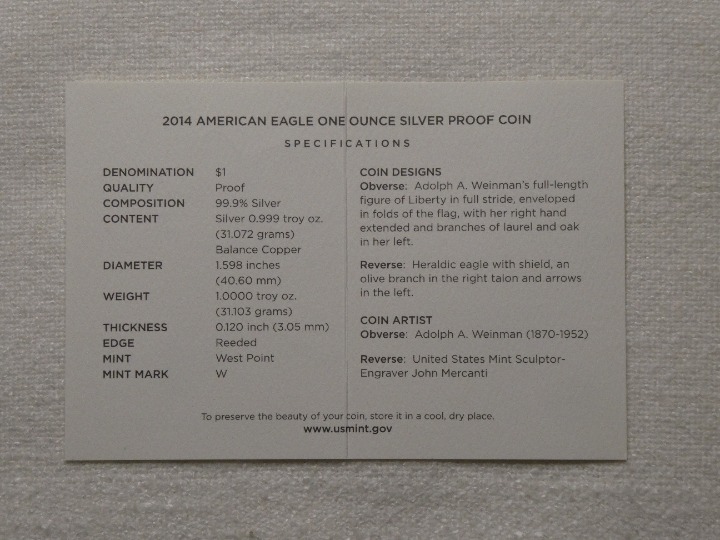 2014 AMERICAN EAGLE ONE OUNCE SILVER PROOF COIN
SPECIFICATIONS
DENOMINATION $1
QUALITY Proof
COMPOSITION 99.9% Silver
CONTENT Silver 0.999 troy oz.
(31.072 grams)
Balance Copper
DIAMETER 1.598 inches
(40.60 mm)
WEIGHT 1.0000 troy oz.
(31.103 grams)
THICKNESS 0.120 inch (3.05 mm)
EDGE Reeded
MINT West Point
MINT MARK W
COIN DESIGNS
Obverse: Adolph A. Weinman's full-length
figure of Liberty in full stride, enveloped
in folds of the flag, with her right hand
extended and branches of laurel and oak
in her left.
Reverse: Heraldic eagle with shield, an
olive branch in the right talon and arrows
in the left.
COIN ARTIST
Obverse: Adolph A. Weinman (1870-1952)
Reverse: United States Mint Sculptor-
Engraver John Mercanti
To preserve the beauty of your coin, store it in a cool, dry place.
www.usmint.gov